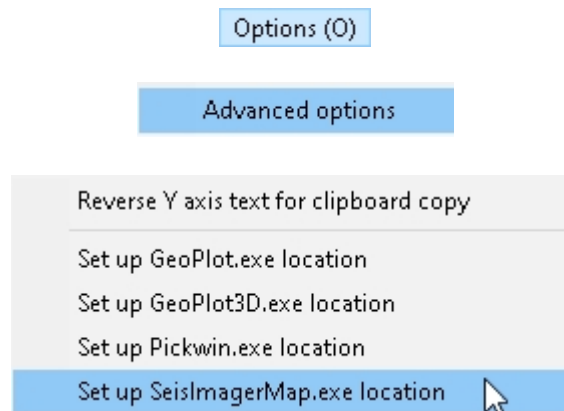 Options (O)
Advanced options
Reverse Y axis text for clipboard copy
Set up GeoPlot.exe location
Set up GeoPlot3D.exe location
Set up Pickwin.exe location
Set up SeisImagerMap.exe location